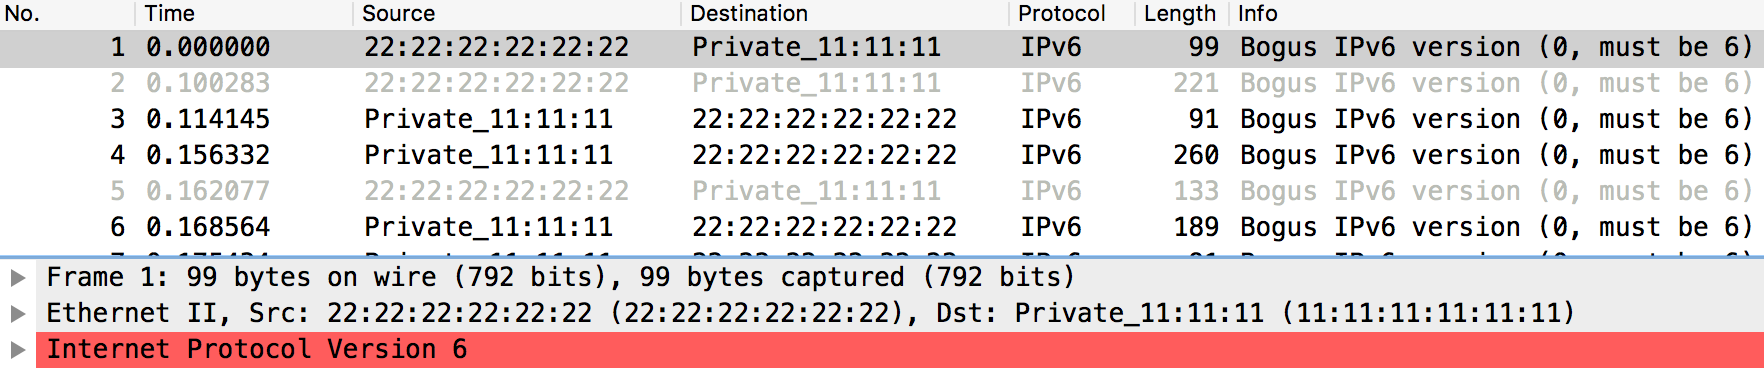 No. Time Source Destination Protocol Length Info
1 0.000000 22:22:22:22:22:22 Private_11:11:11 IPv6 99 Bogus IPv6 version (0, must be 6)
2 0.100283 22:22:22:22:22:22 Private_11:11:11 IPv6 221 Bogus IPv6 version (0, must be 6)
3 0.114145 Private_11:11:11 22:22:22:22:22:22 IPv6 91 Bogus IPv6 version (0, must be 6)
4 0.156332 Private_11:11:11 22:22:22:22:22:22 IPv6 260 Bogus IPv6 version (0, must be 6)
5 0.162077 22:22:22:22:22:22 Private_11:11:11 IPv6 133 Bogus IPv6 version (0, must be 6)
6 0.168564 Private_11:11:11 22:22:22:22:22:22 IPv6 189 Bogus IPv6 version (0, must be 6)
Frame 1: 99 bytes on wire (792 bits), 99 bytes captured (792 bits)
Ethernet II, Src: 22:22:22:22:22:22 (22:22:22:22:22:22), Dst: Private_11:11:11 (11:11:11:11:11:11)
Internet Protocol Version 6